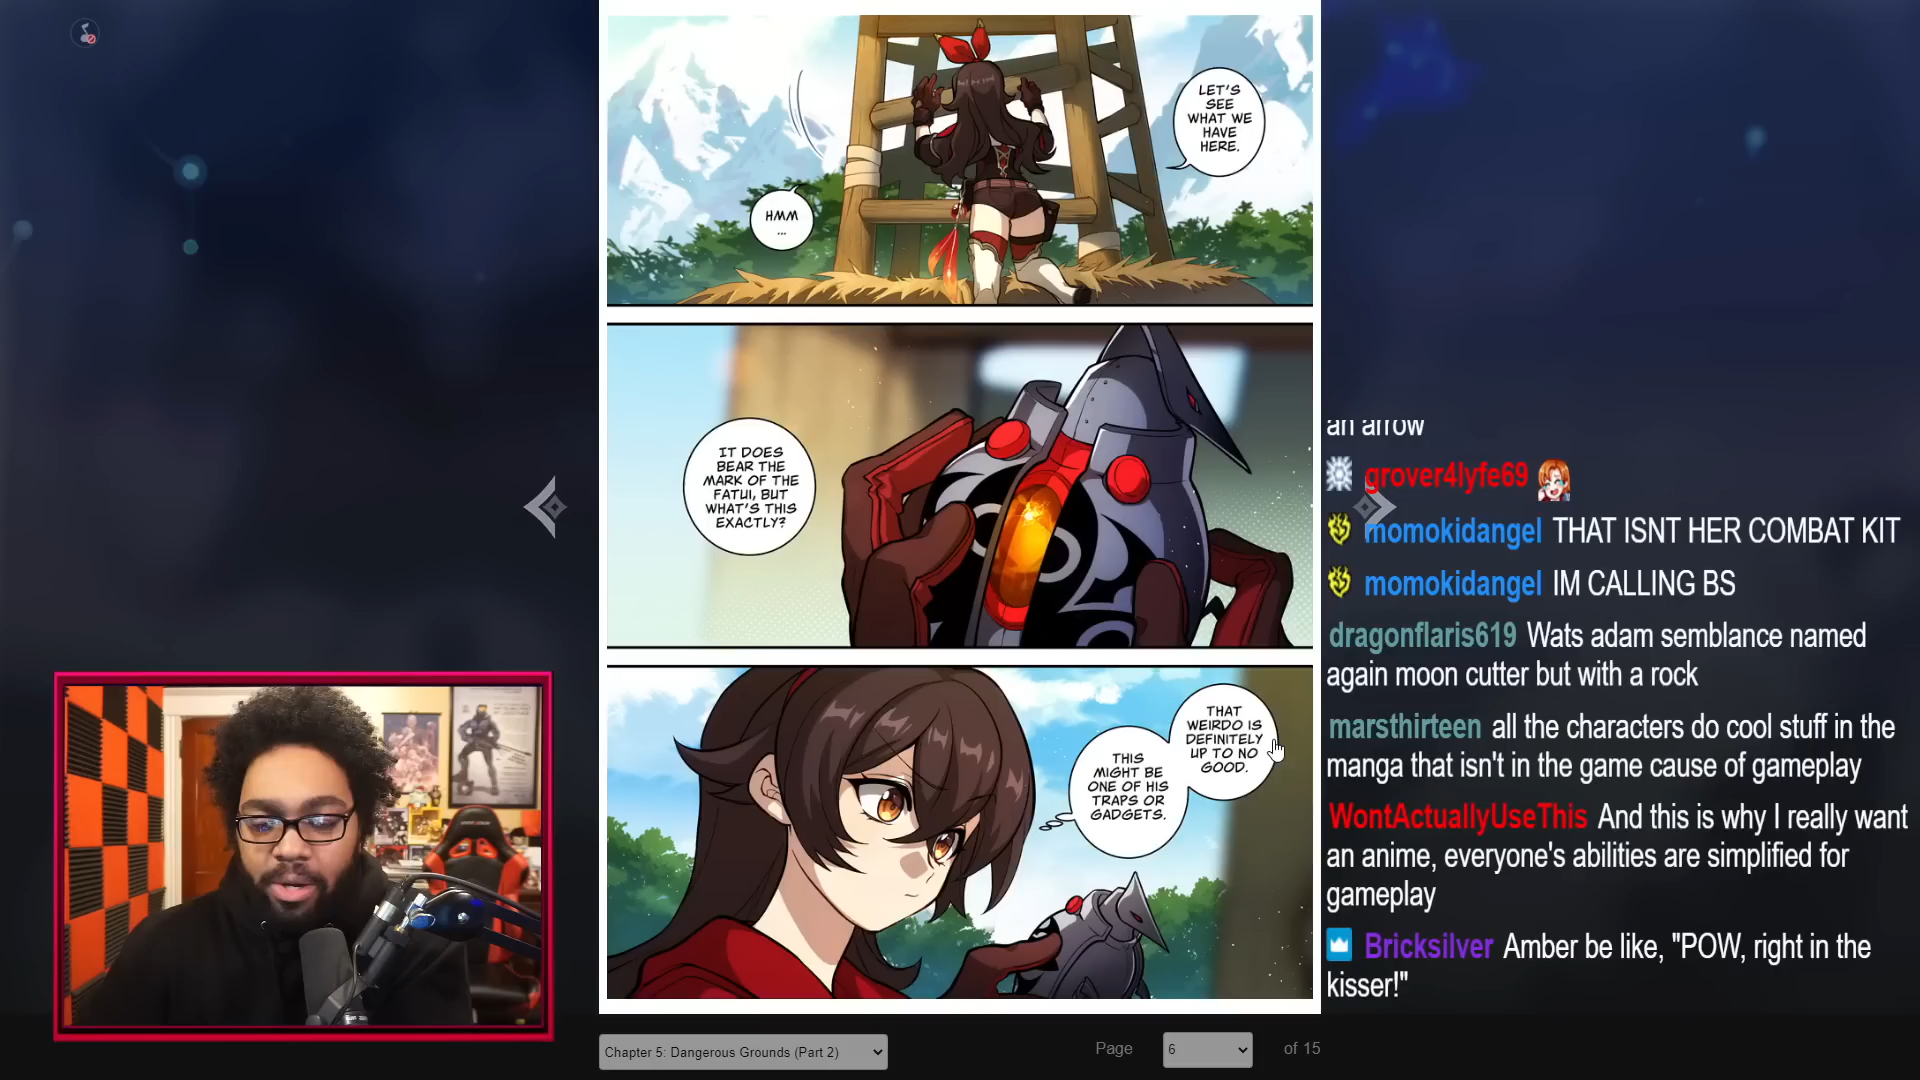 LET'S
SEE
WHAT WE
HAVE
HERE.
HMM
...
IT DOES
BEAR THE
MARK OF THE
FATUI, BUT
WHAT'S THIS
EXACTLY?
THAT
WEIRDO IS
DEFINITELY
UP TO NO
GOOD.
THIS
MIGHT BE
ONE OF HIS
TRAPS OR
GADGETS.
an arrow
grover4lyfe69
momokidangel THAT ISNT HER COMBAT KIT
momokidangel IM CALLING BS
dragonflaris619 Wats adam semblance named
again moon cutter but with a rock
marsthirteen all the characters do cool stuff in the
manga that isn't in the game cause of gameplay
WontActuallyUseThis And this is why I really want
an anime, everyone's abilities are simplified for
gameplay
Bricksilver Amber be like, "POW, right in the
kisser!"
Chapter 5: Dangerous Grounds (Part 2)
Page 6 of 15